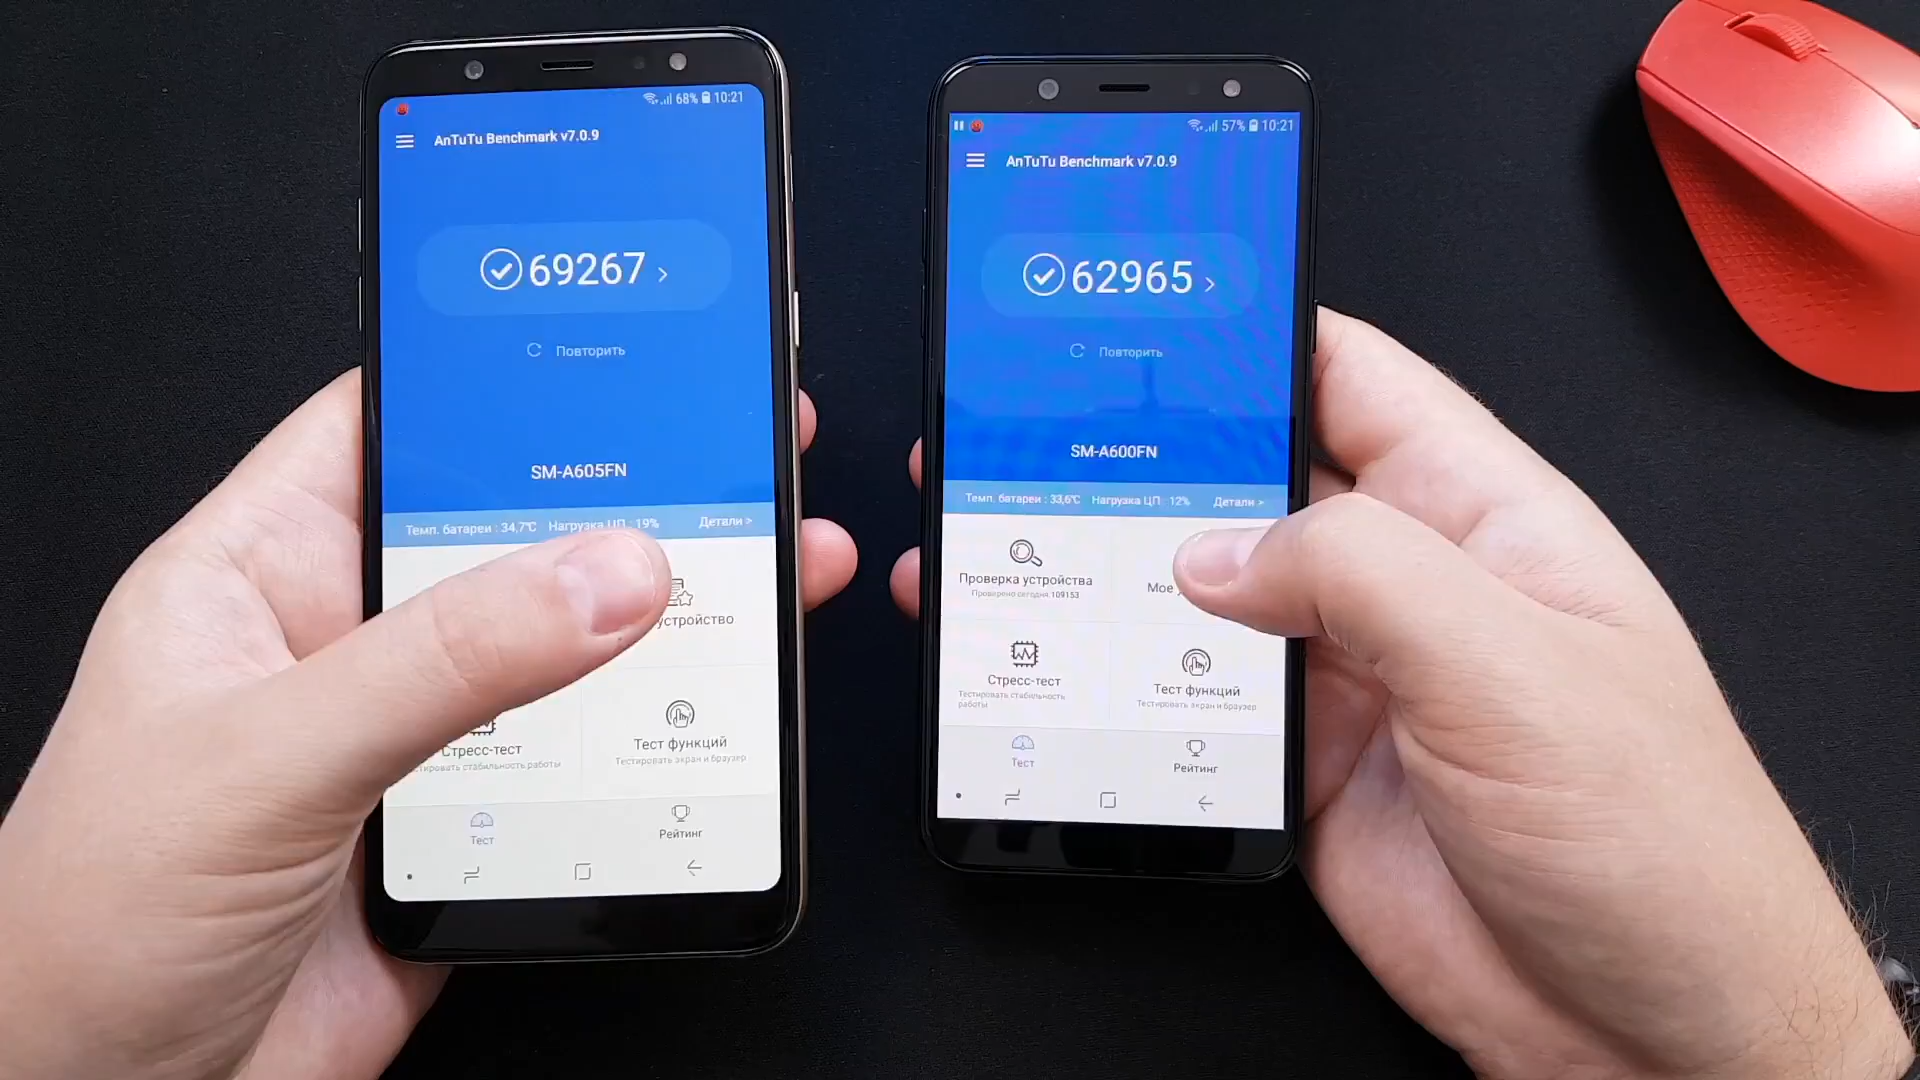 68% 10:21
AnTuTu Benchmark v7.0.9
69267
Повторить
SM-A605FN
Темп. батареи : 34,7℃ Нагрузка ЦП : 19% Детали >
устройство
Стресс-тест
тировать стабильность работы
Тест функций
Тестировать экран и браузер
Тест
Рейтинг
57% 10:21
AnTuTu Benchmark v7.0.9
62965
Повторить
SM-A600FN
Темп. батареи : 33,6℃ Нагрузка ЦП : 12% Детали >
Проверка устройства
Проверено сегодня 109153
Мое
Стресс-тест
Тестировать стабильность
работы
Тест функций
Тестировать экран и браузер
Тест
Рейтинг